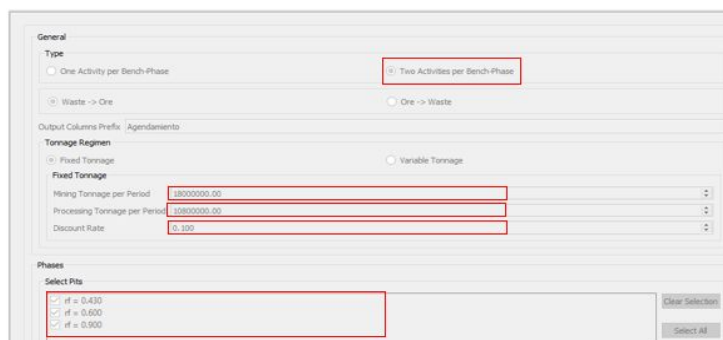 General
Type
One Activity per Bench-Phase Two Activities per Bench-Phase
Waste -> Ore Ore -> Waste
Output Columns Prefix Agendamiento
Tonnage Regimen
Fixed Tonnage Variable Tonnage
Fixed Tonnage
Mining Tonnage per Period 18000000.00
Processing Tonnage per Period 10800000.00
Discount Rate 0.100
Phases
Select Pits
rf = 0.430
rf = 0.600
rf = 0.900
Clear Selection
Select All